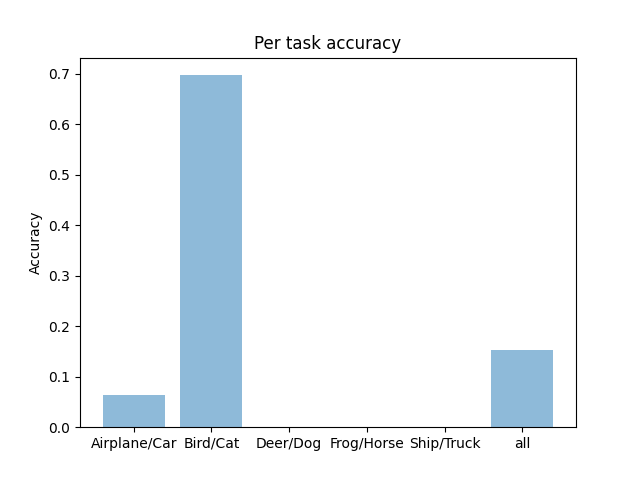 Per task accuracy
Accuracy
0.7
0.6
0.5
0.4
0.3
0.2
0.1
0.0
Airplane/Car Bird/Cat Deer/Dog Frog/Horse Ship/Truck all